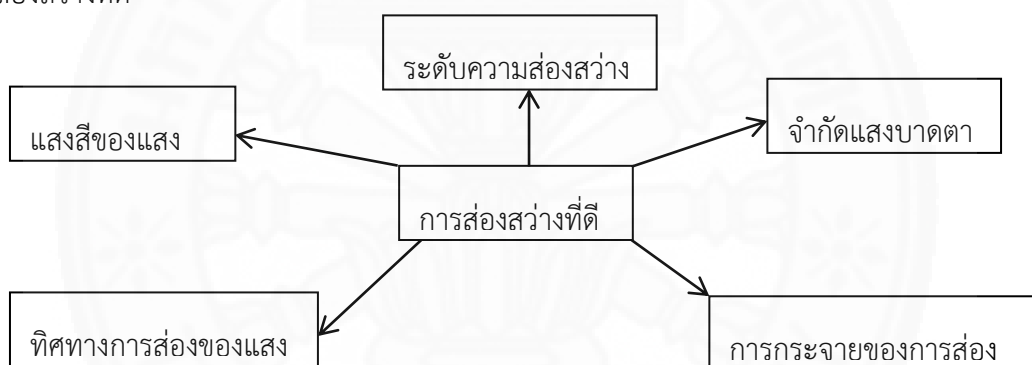 ระดับความส่องสว่าง
แสงสีของแสง
จำกัดแสงบาดตา
การส่องสว่างที่ดี
ทิศทางการส่องของแสง
การกระจายของการส่อง